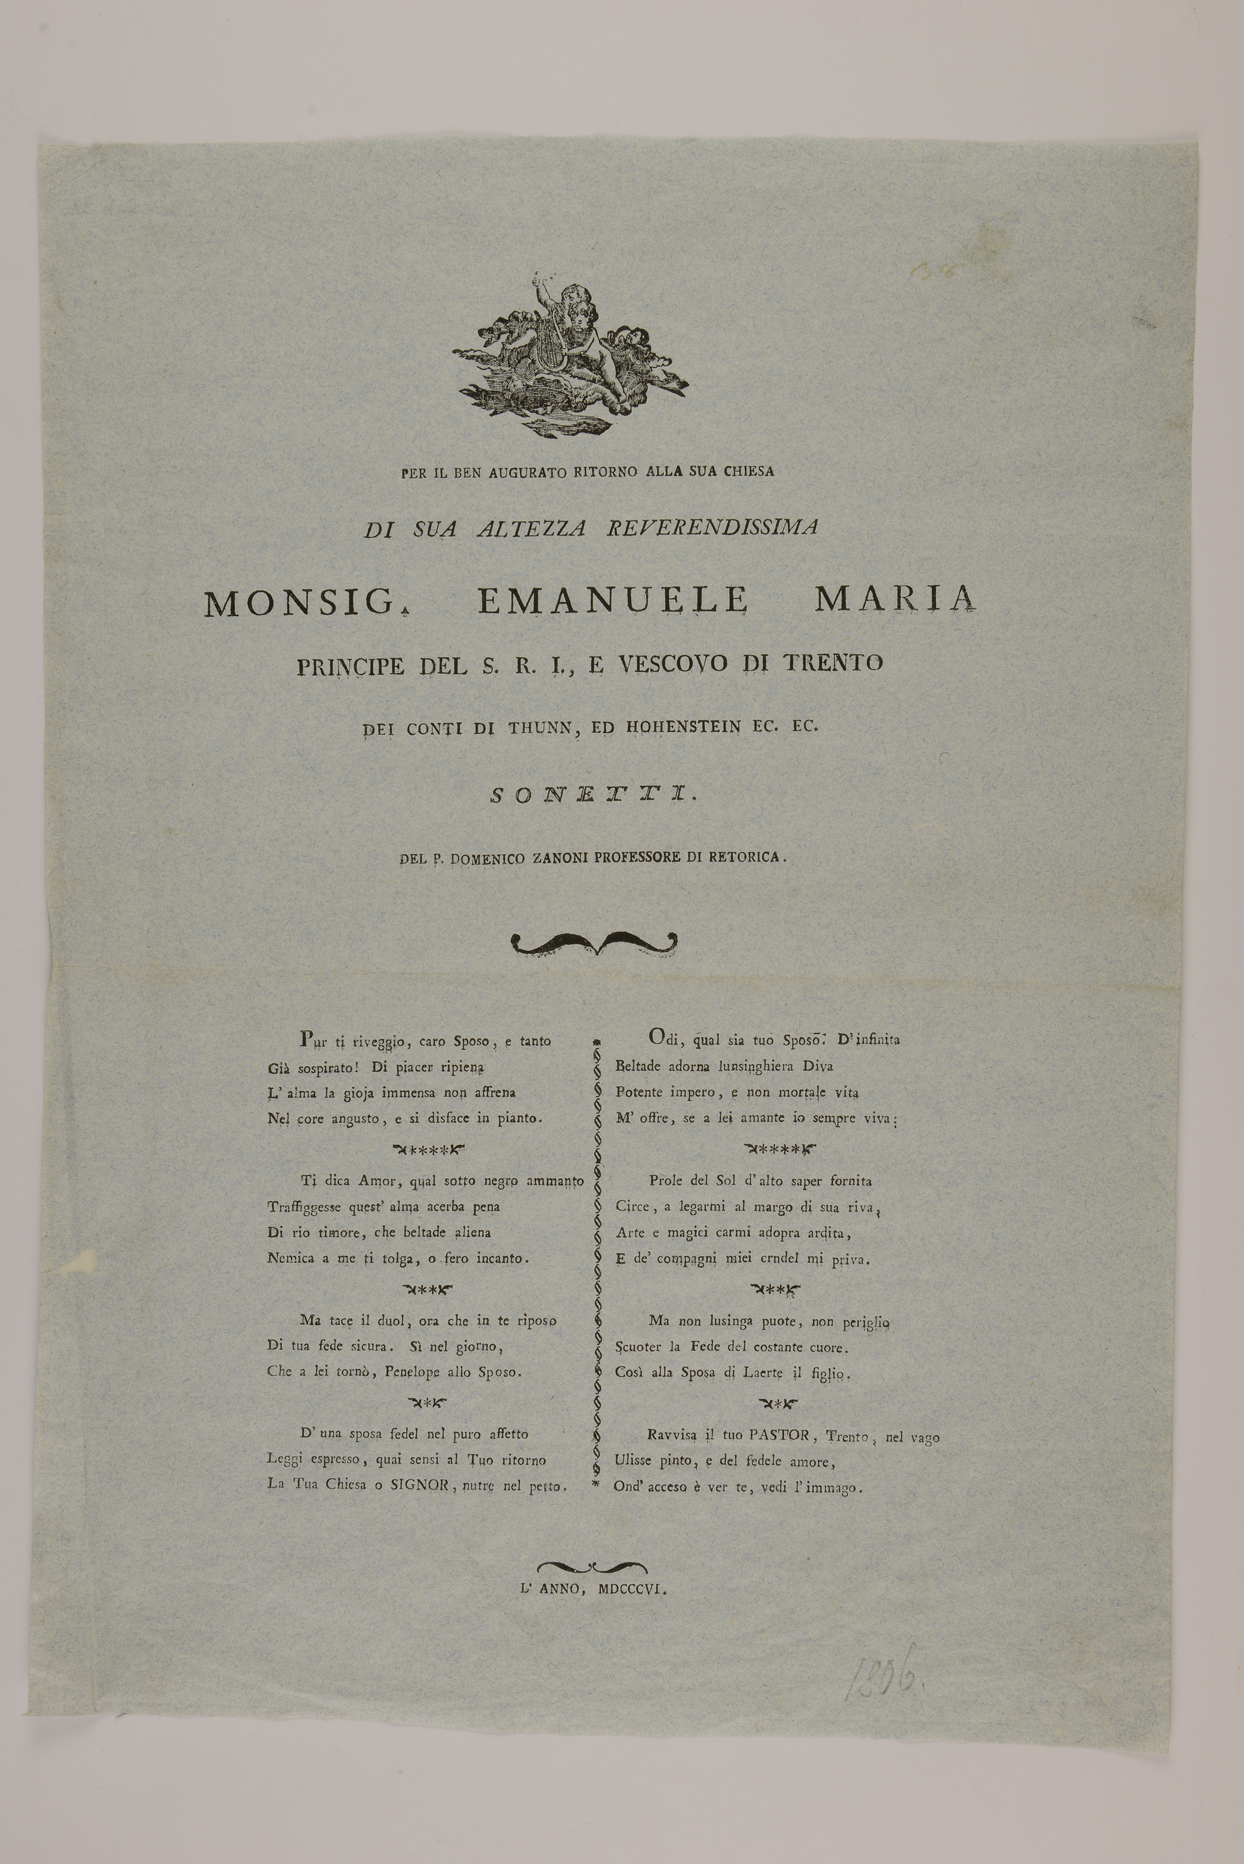 PER IL BEN AUGURATO RITORNO ALLA SUA CHIESA
DI SUA ALTEZZA REVERENDISSIMA
MONSIG. EMANUELE MARIA
PRINCIPE DEL S. R. I., E VESCOVO DI TRENTO
DEI CONTI DI THUNN, ED HOHENSTEIN EC. EC.
SONETTI.
DEL P. DOMENICO ZANONI PROFESSORE DI RETORICA.
Pur ti riveggio, caro Sposo, e tanto
Già sospirato! Di piacer ripiena
L' alma la gioja immensa non affrena
Nel core angusto, e si disface in pianto.
****
Ti dica Amor, qual sotto negro ammanto
Traffiggesse quest' alma acerba pena
Di rio timore, che beltade aliena
Nemica a me ti tolga, o fero incanto.
***
Ma tace il duol, ora che in te riposo
Di tua fede sicura. Sì nel giorno,
Che a lei tornò, Penelope allo Sposo.
*
D' una sposa fedel nel puro affetto
Leggi espresso, quai sensi al Tuo ritorno
La Tua Chiesa o SIGNOR, nutre nel petto.
Odi, qual sia tuo Sposo: D' infinita
Beltade adorna lunsinghiera Diva
Potente impero, e non mortale vita
M' offre, se a lei amante io sempre viva;
****
Prole del Sol d' alto saper fornita
Circe, a legarmi al margo di sua riva,
Arte e magici carmi adopra ardita,
E de' compagni miei crndel mi priva.
***
Ma non lusinga puote, non periglio
Scuoter la Fede del costante cuore.
Così alla Sposa di Laerte il figlio.
*
Ravvisa il tuo PASTOR, Trento, nel vago
Ulisse pinto, e del fedele amore,
Ond' acceso è ver te, vedi l' immago.
L' ANNO, MDCCCVI.
1806.